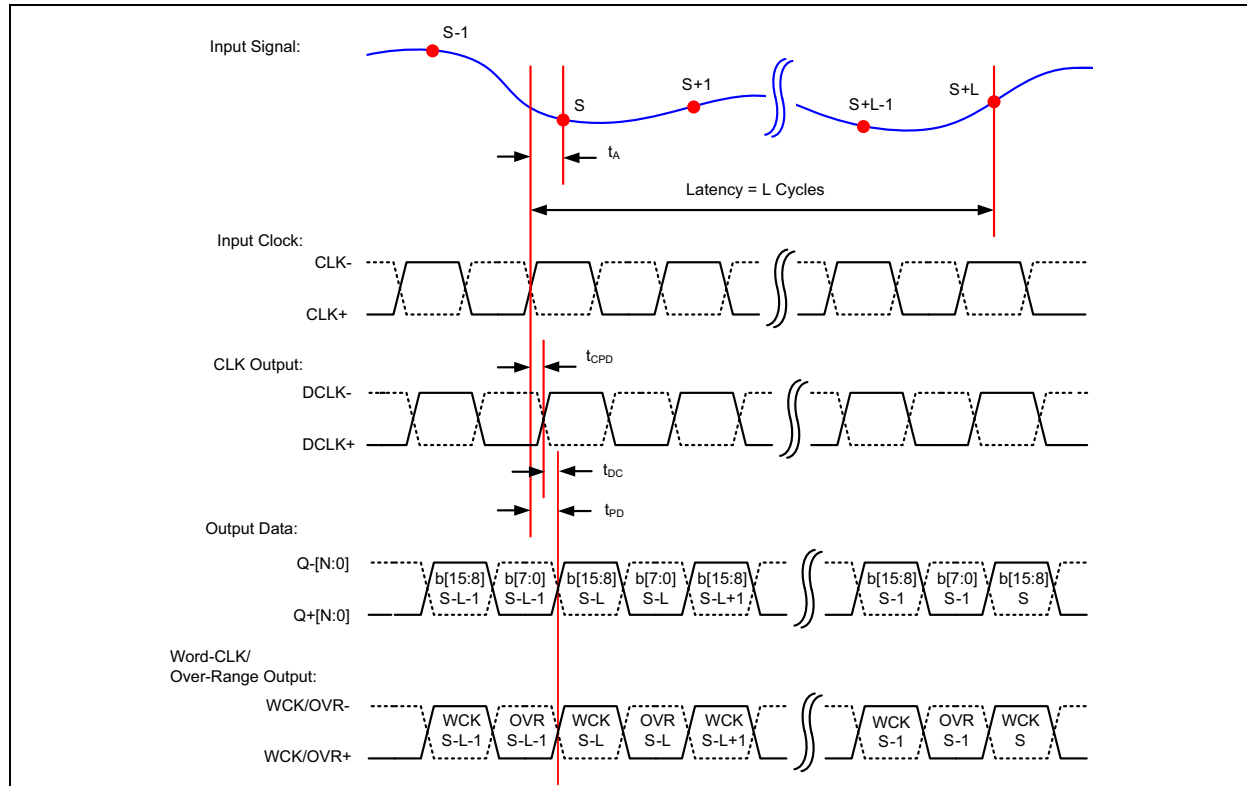 Input Signal:
S-1
S
S+1
S+L-1
S+L
tA
Latency = L Cycles
Input Clock:
CLK-
CLK+
CLK Output:
tCPD
DCLK-
DCLK+
tDC
tPD
Output Data:
Q-[N:0]
b[15:8] b[7:0] b[15:8] b[7:0] b[15:8] b[15:8] b[7:0] b[15:8]
S-L-1 S-L-1 S-L S-L S-L+1 S-1 S-1 S
Q+[N:0]
Word-CLK/
Over-Range Output:
WCK/OVR-
WCK OVR WCK OVR WCK WCK OVR WCK
S-L-1 S-L-1 S-L S-L S-L+1 S-1 S-1 S
WCK/OVR+